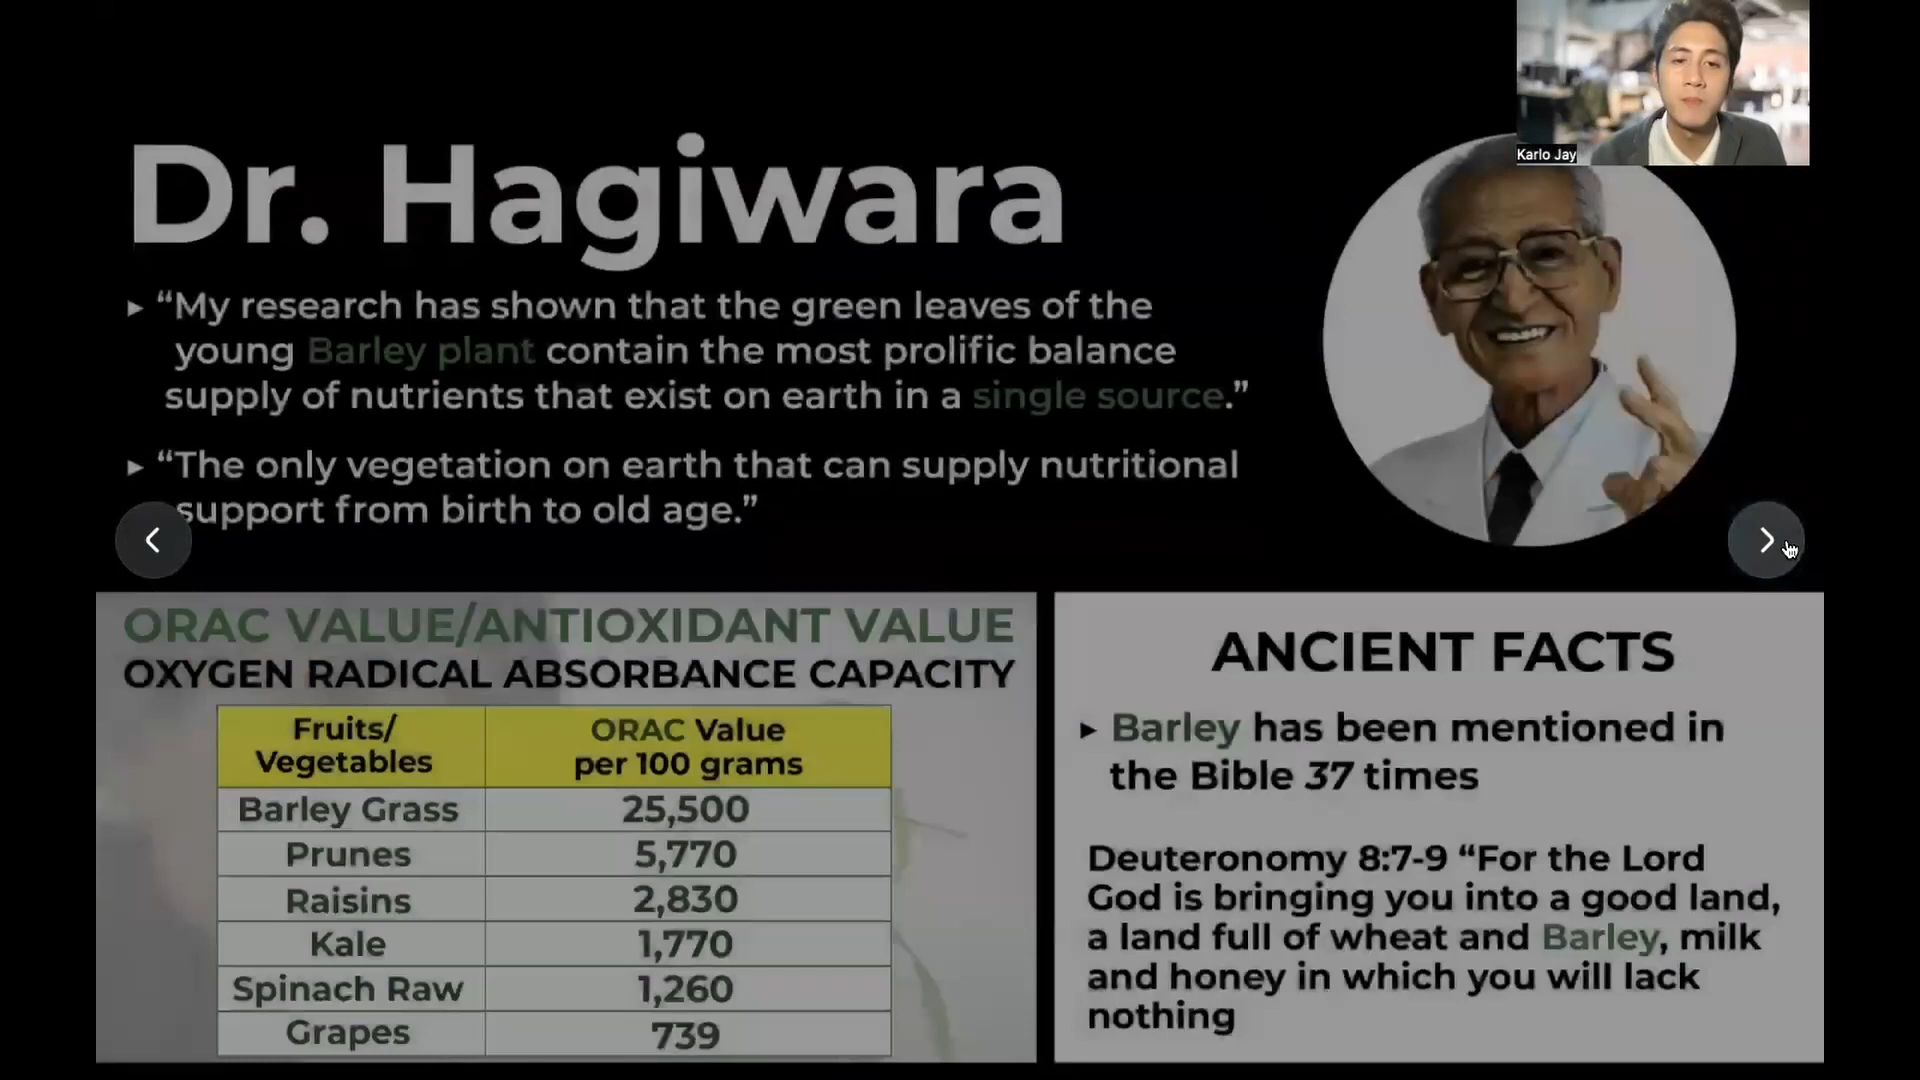 Karlo Jay
Dr. Hagiwara
▸ “My research has shown that the green leaves of the
young Barley plant contain the most prolific balance
supply of nutrients that exist on earth in a single source.”
▸ “The only vegetation on earth that can supply nutritional
support from birth to old age.”
ORAC VALUE/ANTIOXIDANT VALUE
OXYGEN RADICAL ABSORBANCE CAPACITY
Fruits/
Vegetables
ORAC Value
per 100 grams
Barley Grass 25,500
Prunes 5,770
Raisins 2,830
Kale 1,770
Spinach Raw 1,260
Grapes 739
ANCIENT FACTS
▸ Barley has been mentioned in
the Bible 37 times
Deuteronomy 8:7-9 “For the Lord
God is bringing you into a good land,
a land full of wheat and Barley, milk
and honey in which you will lack
nothing